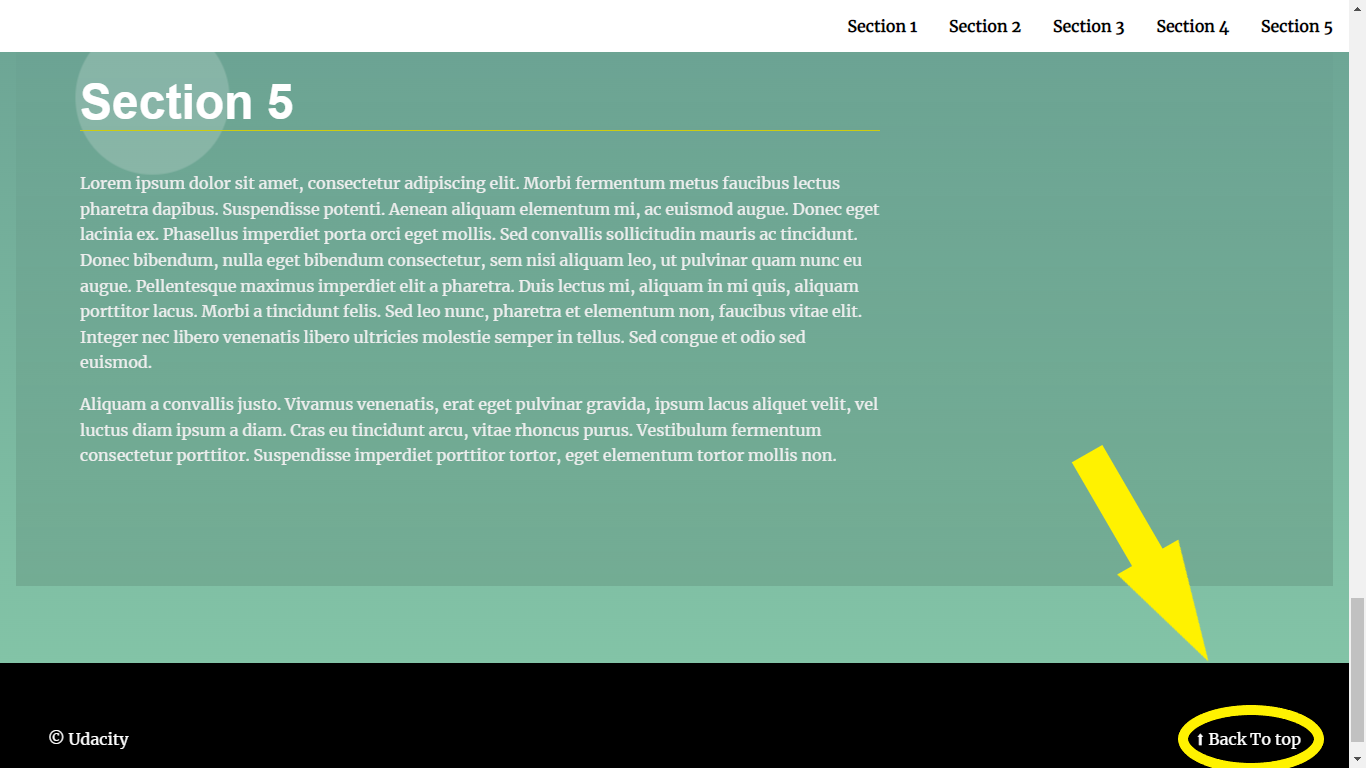 Section 1 Section 2 Section 3 Section 4 Section 5
Section 5
Lorem ipsum dolor sit amet, consectetur adipiscing elit. Morbi fermentum metus faucibus lectus
pharetra dapibus. Suspendisse potenti. Aenean aliquam elementum mi, ac euismod augue. Donec eget
lacinia ex. Phasellus imperdiet porta orci eget mollis. Sed convallis sollicitudin mauris ac tincidunt.
Donec bibendum, nulla eget bibendum consectetur, sem nisi aliquam leo, ut pulvinar quam nunc eu
augue. Pellentesque maximus imperdiet elit a pharetra. Duis lectus mi, aliquam in mi quis, aliquam
porttitor lacus. Morbi a tincidunt felis. Sed leo nunc, pharetra et elementum non, faucibus vitae elit.
Integer nec libero venenatis libero ultricies molestie semper in tellus. Sed congue et odio sed
euismod.
Aliquam a convallis justo. Vivamus venenatis, erat eget pulvinar gravida, ipsum lacus aliquet velit, vel
luctus diam ipsum a diam. Cras eu tincidunt arcu, vitae rhoncus purus. Vestibulum fermentum
consectetur porttitor. Suspendisse imperdiet porttitor tortor, eget elementum tortor mollis non.
© Udacity
⬆ Back To top